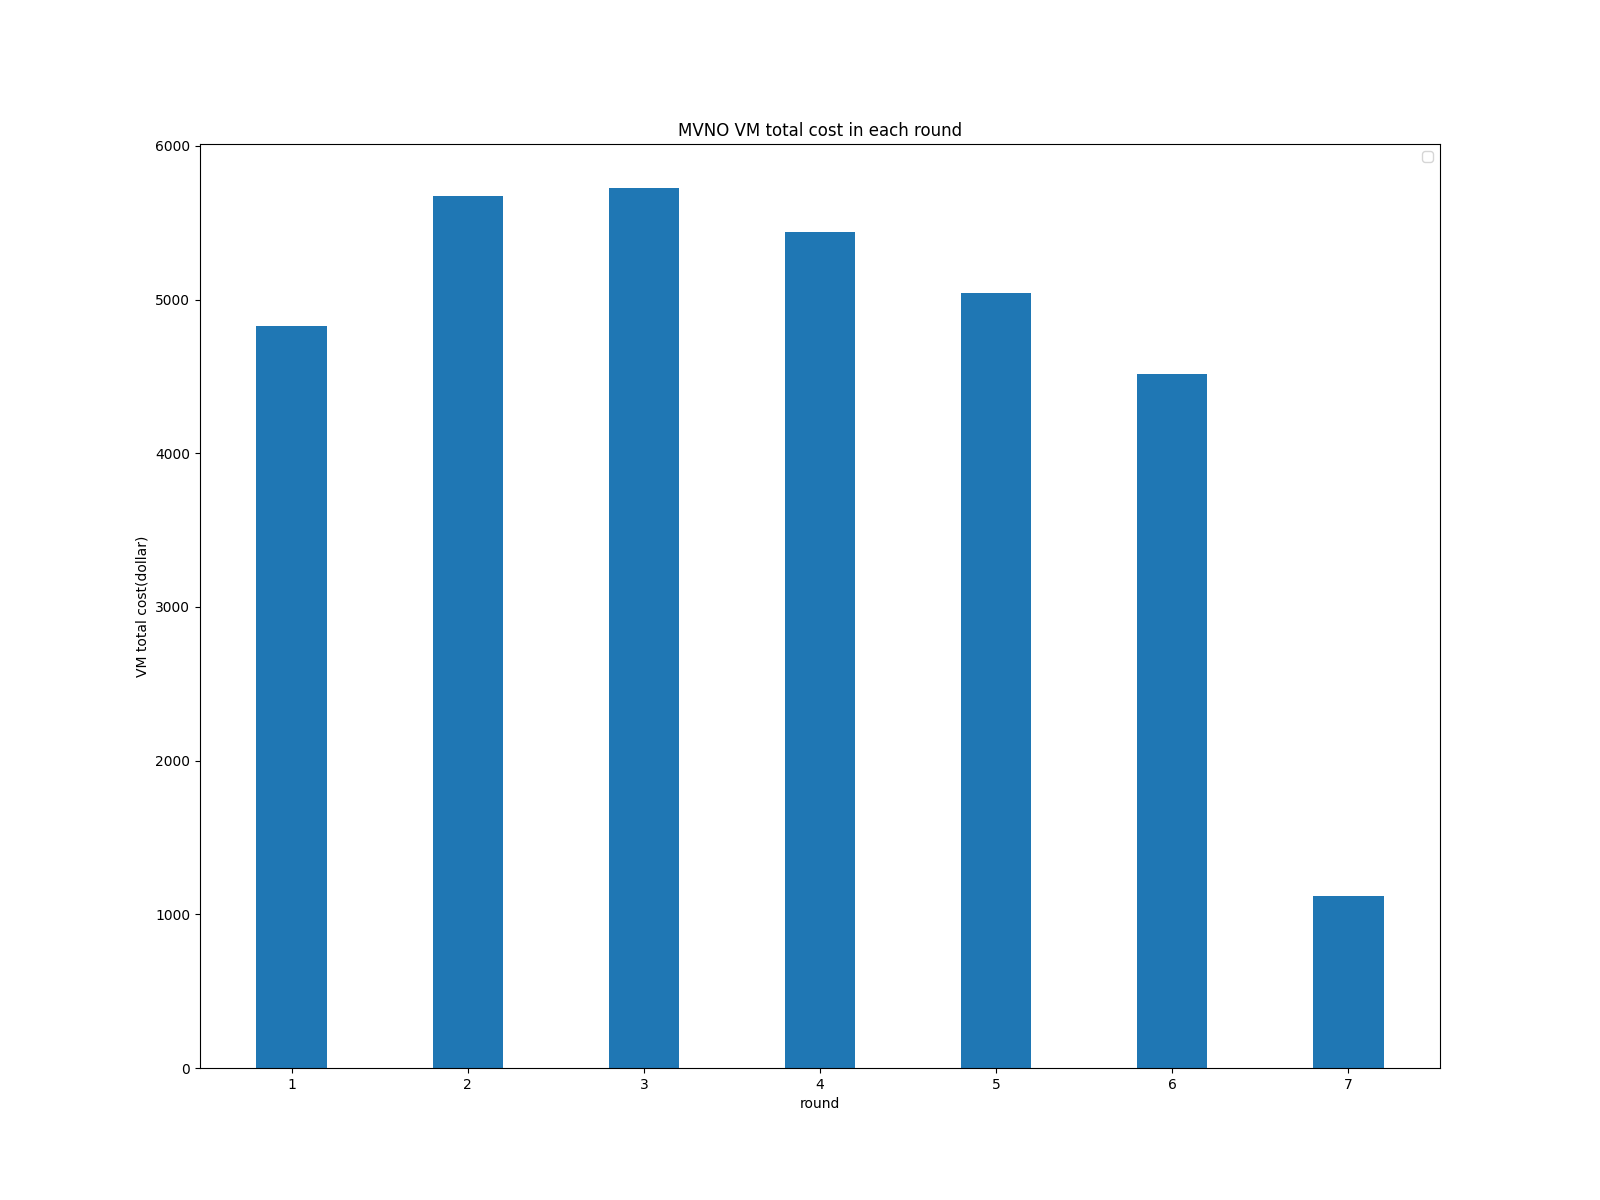 MVNO VM total cost in each round
6000
5000
4000
3000
2000
1000
0
VM total cost(dollar)
1 2 3 4 5 6 7
round